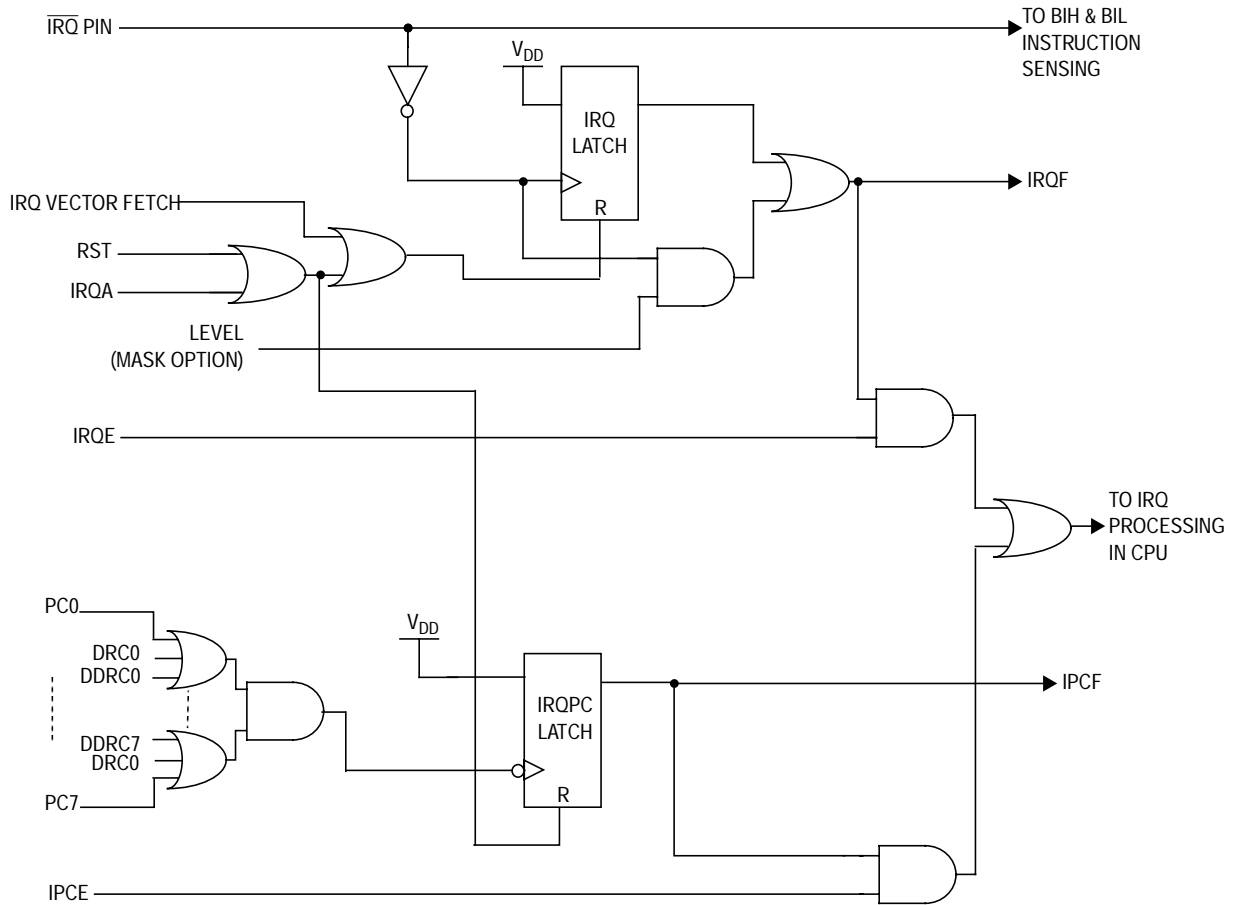 IRQ PIN
TO BIH & BIL
INSTRUCTION
SENSING
VDD
IRQ
LATCH
R
IRQF
IRQ VECTOR FETCH
RST
IRQA
LEVEL
(MASK OPTION)
IRQE
TO IRQ
PROCESSING
IN CPU
PC0
DRC0
DDRC0
DDRC7
DRC0
PC7
VDD
IRQPC
LATCH
R
IPCF
IPCE